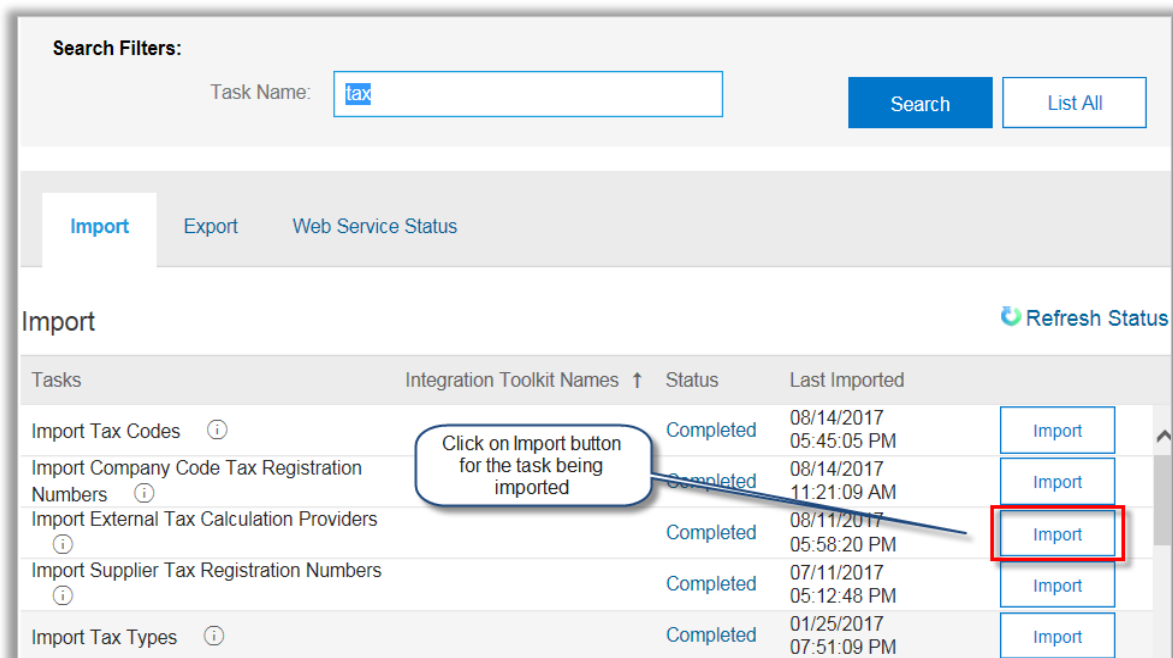 Search Filters:
Task Name: tax Search List All
Import Export Web Service Status
Import Refresh Status
Tasks Integration Toolkit Names ↑ Status Last Imported
Import Tax Codes Completed 08/14/2017 05:45:05 PM Import
Click on Import button
for the task being
imported
Import Company Code Tax Registration
Numbers Completed 08/14/2017 11:21:09 AM Import
Import External Tax Calculation Providers
Completed 08/11/2017 05:58:20 PM Import
Import Supplier Tax Registration Numbers
Completed 07/11/2017 05:12:48 PM Import
Import Tax Types Completed 01/25/2017 07:51:09 PM Import